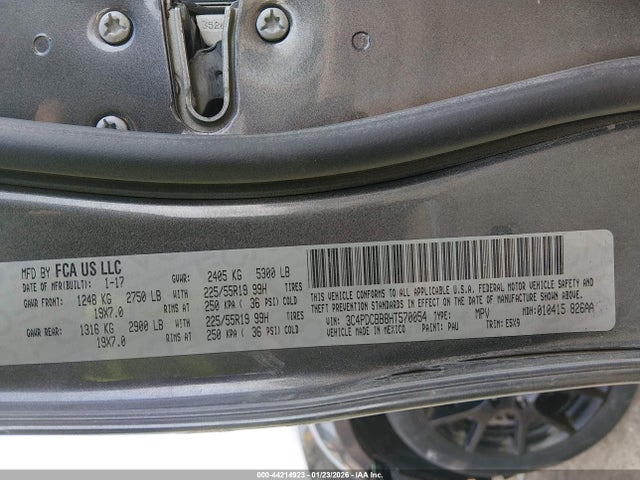 352
MFD BY FCA US LLC
DATE OF MFR(BUILT): 1-17 GVWR: 2405 KG 5300 LB
GAWR FRONT: 1248 KG 2750 LB WITH 225/55R19 99H TIRES
19X7.0 RIMS AT 250 KPA ( 36 PSI) COLD
GAWR REAR: 1316 KG 2900 LB WITH 225/55R19 99H TIRES
19X7.0 RIMS AT 250 KPA ( 36 PSI) COLD
THIS VEHICLE CONFORMS TO ALL APPLICABLE U.S.A. FEDERAL MOTOR VEHICLE SAFETY AND
THEFT PREVENTION STANDARDS IN EFFECT ON THE DATE OF MANUFACTURE SHOWN ABOVE.
VIN: 3C4PDCBB8HT570054 TYPE: MPV MDH:010415 826AA
VEHICLE MADE IN MEXICO PAINT: PAU TRIM: E5X9
000-44214923 | 01/23/2026 - Copyright IAA, LLC